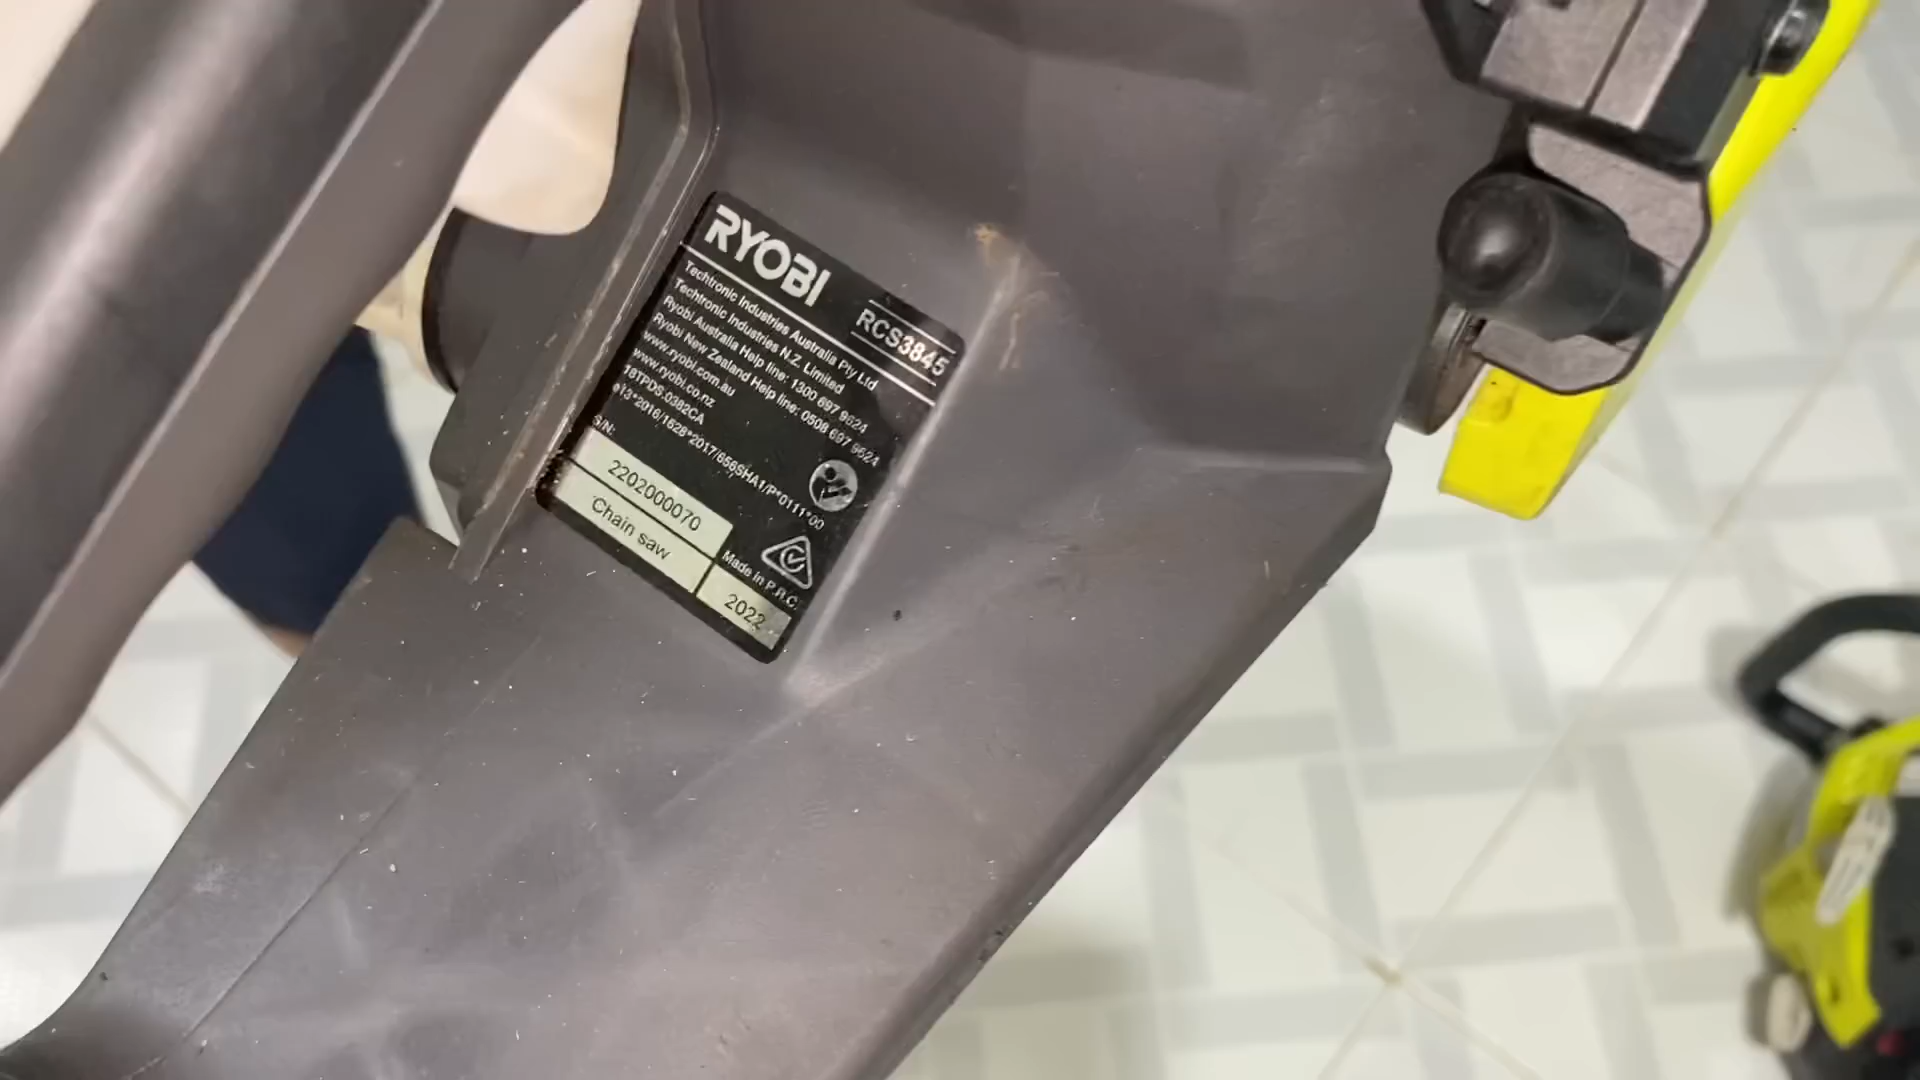 RYOBI
RCS3845
Techtronic Industries Australia Pty Ltd
Techtronic Industries N.Z. Limited
Ryobi Australia Help line: 1300 697 9624
Ryobi New Zealand Help line: 0508 697 9624
www.ryobi.com.au
www.ryobi.co.nz
18TPDS.0382CA
e13*2016/1628*2017/656SHA1/P*0111*00
S/N:
2202000070
Chain saw
Made in P.R.C.
2022